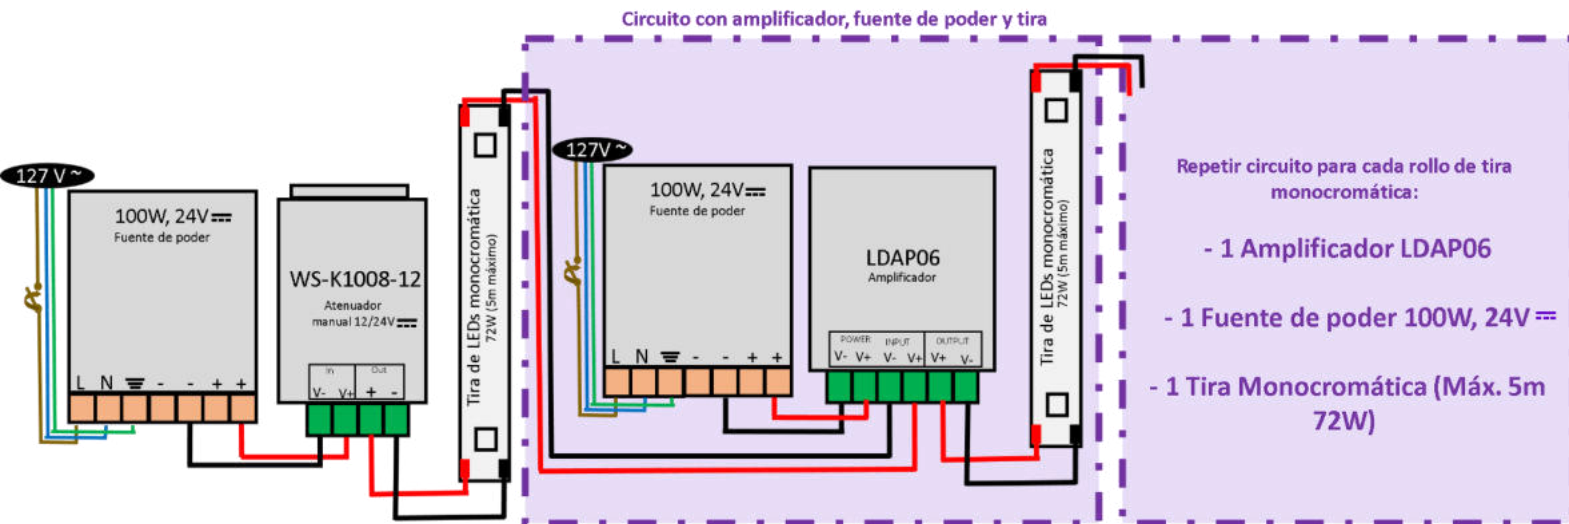 Circuito con amplificador, fuente de poder y tira
127 V ~
100W, 24V
Fuente de poder
L N - - + +
WS-K1008-12
Atenuador
manual 12/24V
In Out
V- V+ + -
Tira de LEDs monocromática
72W (5m máximo)
127V ~
100W, 24V
Fuente de poder
L N - - + +
LDAP06
Amplificador
POWER INPUT OUTPUT
V- V+ V- V+ V+ V-
Tira de LEDs monocromática
72W (5m máximo)
Repetir circuito para cada rollo de tira
monocromática:
- 1 Amplificador LDAP06
- 1 Fuente de poder 100W, 24V
- 1 Tira Monocromática (Máx. 5m
72W)